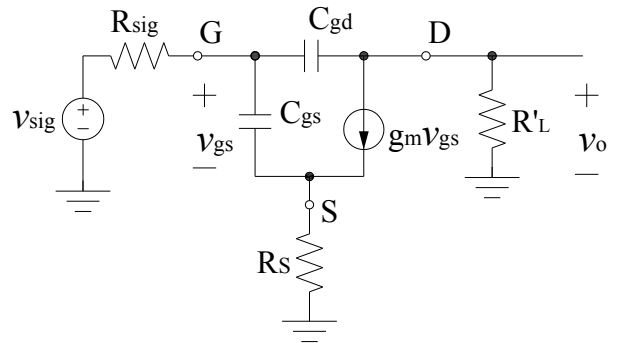 Rsig
G
Cgd
D
+
−
vsig
+
vgs
−
Cgs
gmvgs
R'L
+
vo
−
S
RS